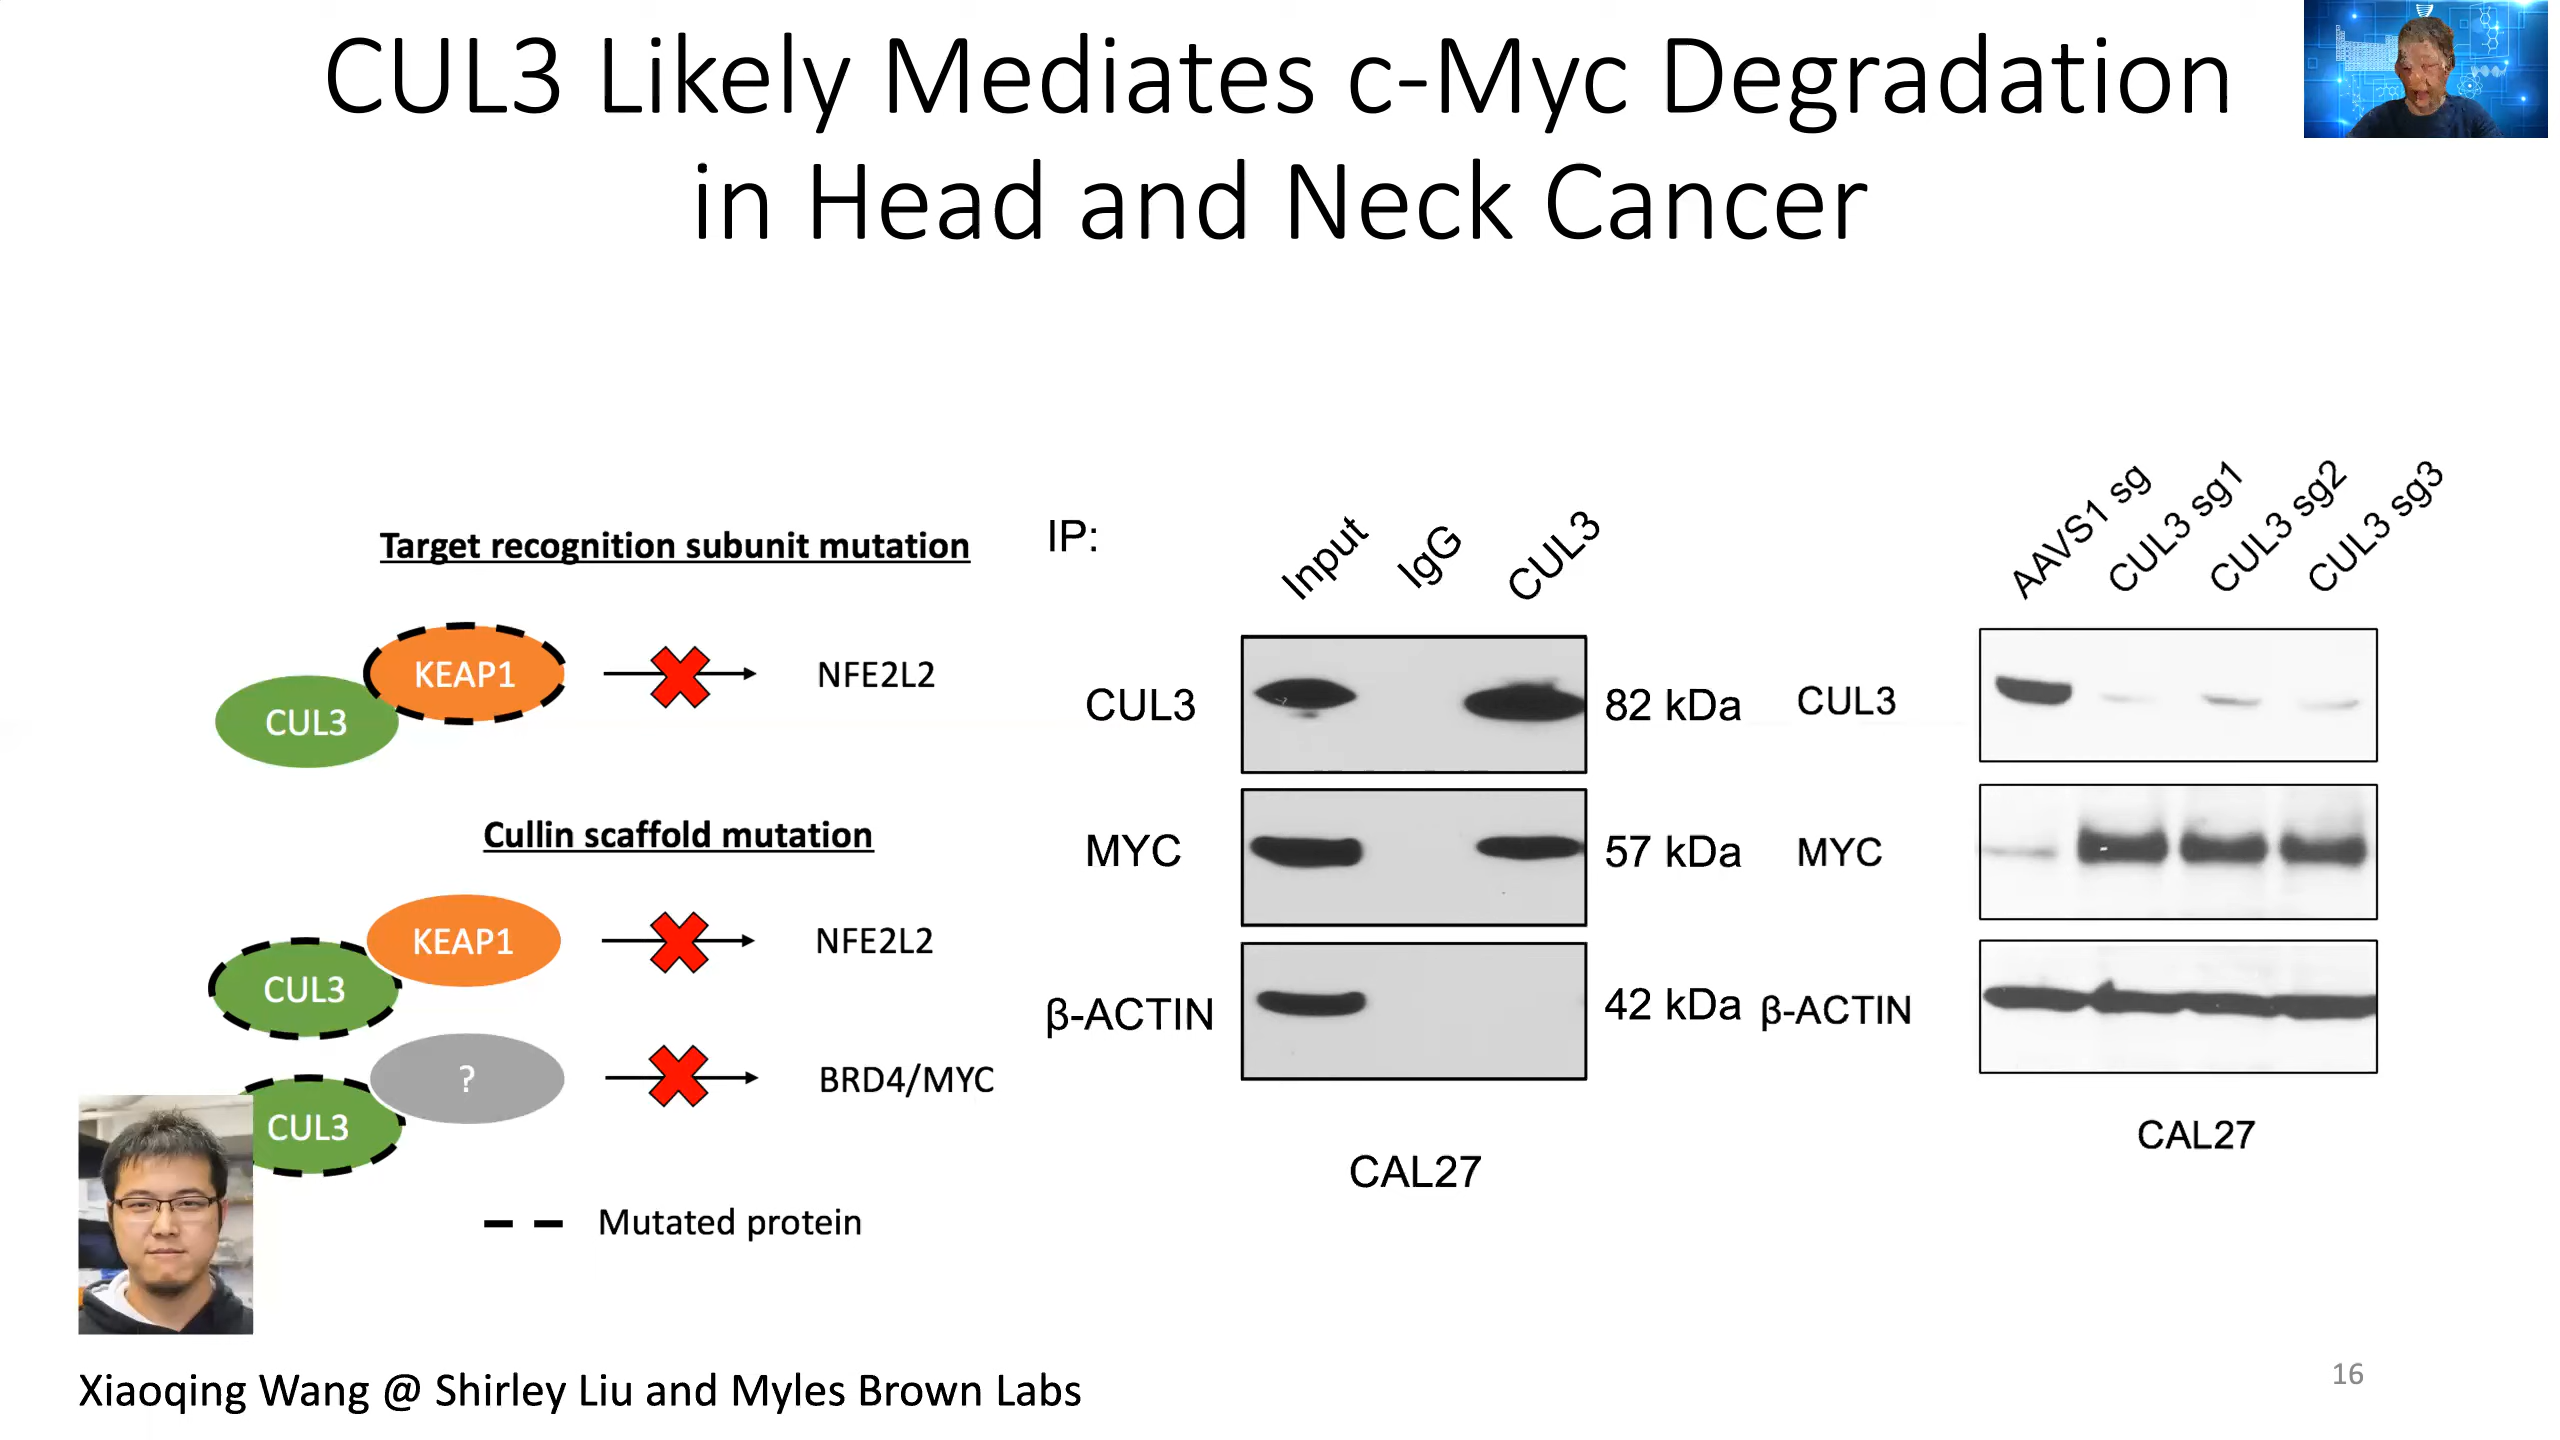 CUL3 Likely Mediates c-Myc Degradation
in Head and Neck Cancer
Target recognition subunit mutation
KEAP1
CUL3
NFE2L2
Cullin scaffold mutation
KEAP1
CUL3
NFE2L2
?
CUL3
BRD4/MYC
Mutated protein
IP:
Input
IgG
CUL3
CUL3
82 kDa
MYC
57 kDa
β-ACTIN
42 kDa
CAL27
AAVS1 sg
CUL3 sg1
CUL3 sg2
CUL3 sg3
CUL3
MYC
β-ACTIN
CAL27
Xiaoqing Wang @ Shirley Liu and Myles Brown Labs
16